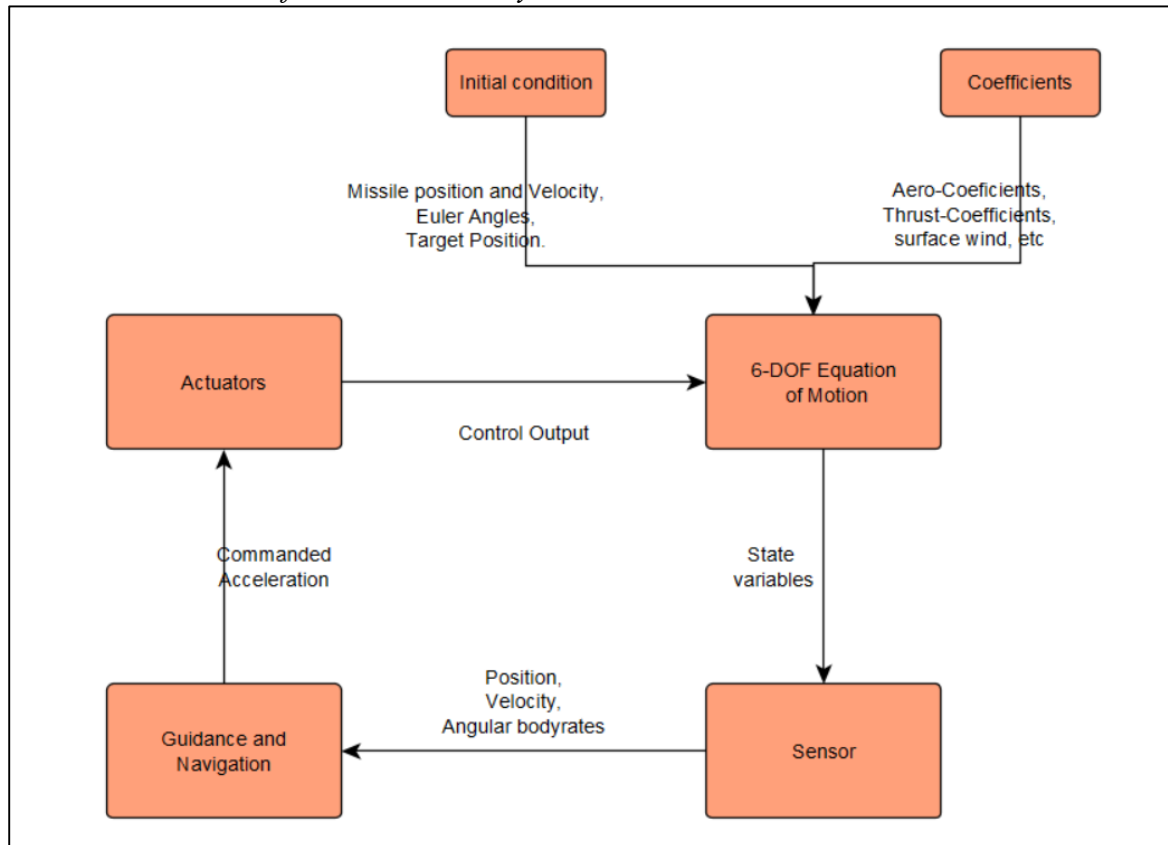 Initial condition
Coefficients
Missile position and Velocity,
Euler Angles,
Target Position.
Aero-Coeficients,
Thrust-Coefficients,
surface wind, etc
Actuators
6-DOF Equation
of Motion
Control Output
Commanded
Acceleration
State
variables
Position,
Velocity,
Angular bodyrates
Guidance and
Navigation
Sensor